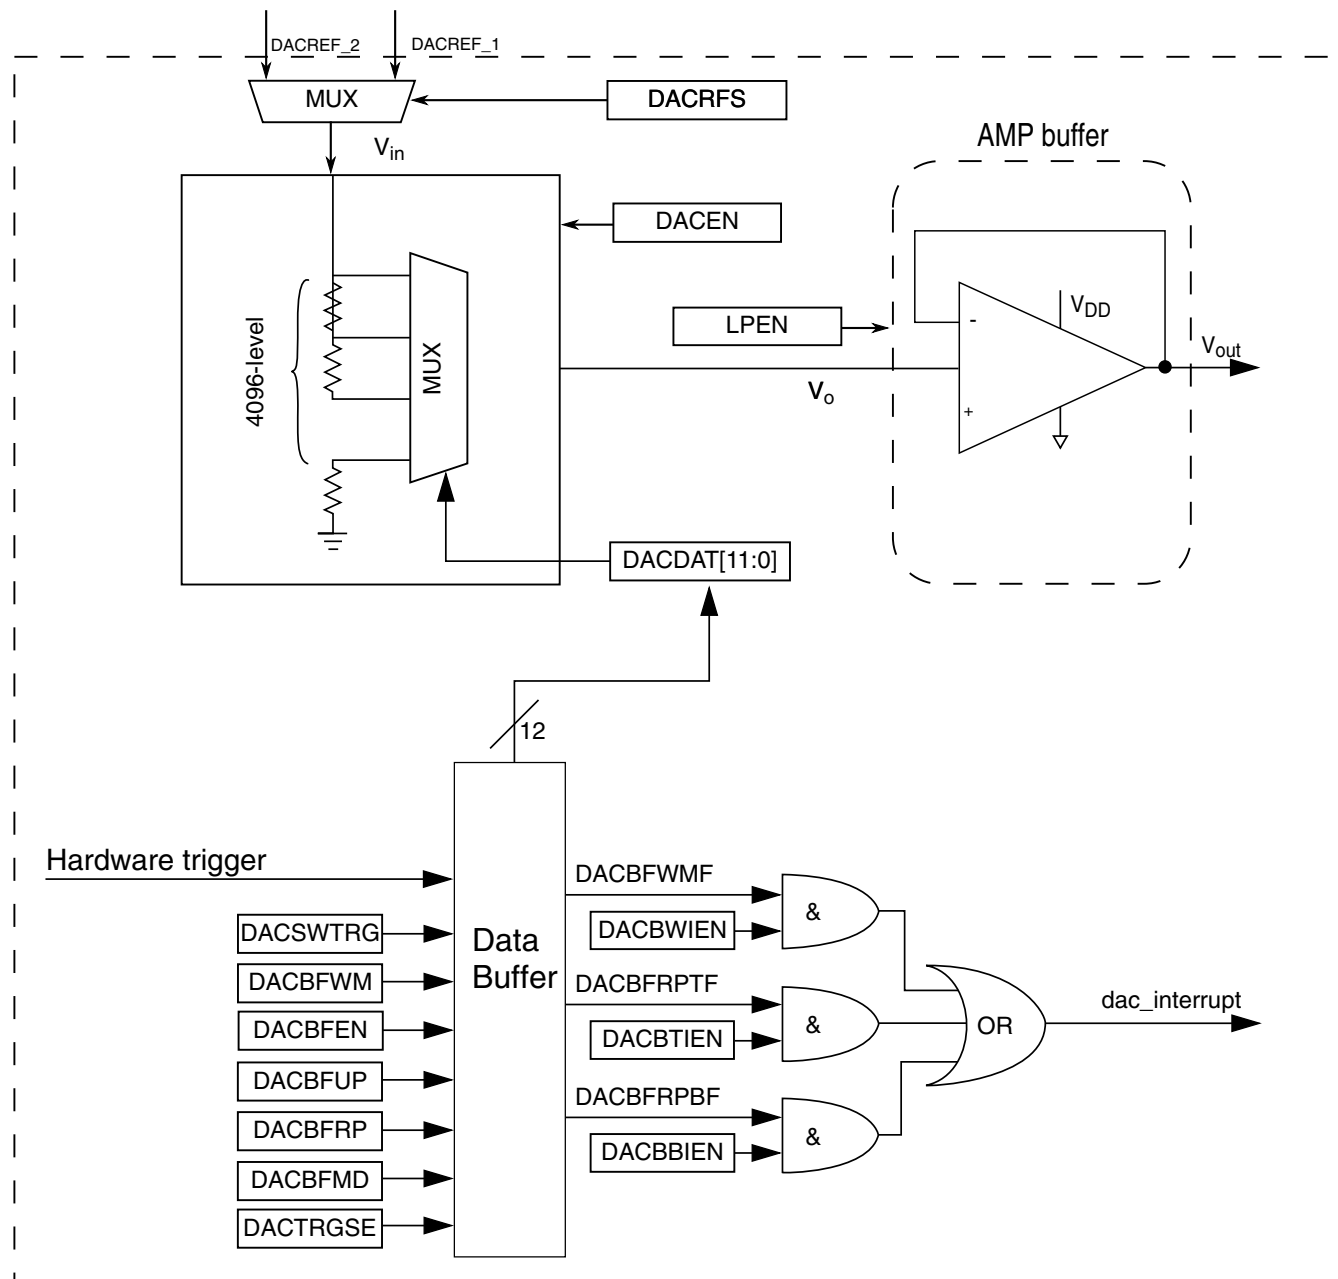 DACREF_2
DACREF_1
MUX
DACRFS
Vin
AMP buffer
DACEN
4096-level
MUX
LPEN
VDD
-
+
Vo
Vout
DACDAT[11:0]
12
Hardware trigger
DACSWTRG
DACBFWM
DACBFEN
DACBFUP
DACBFRP
DACBFMD
DACTRGSE
Data
Buffer
DACBFWMF
DACBWIEN
&
DACBFRPTF
DACBTIEN
&
DACBFRPBF
DACBBIEN
&
OR
dac_interrupt